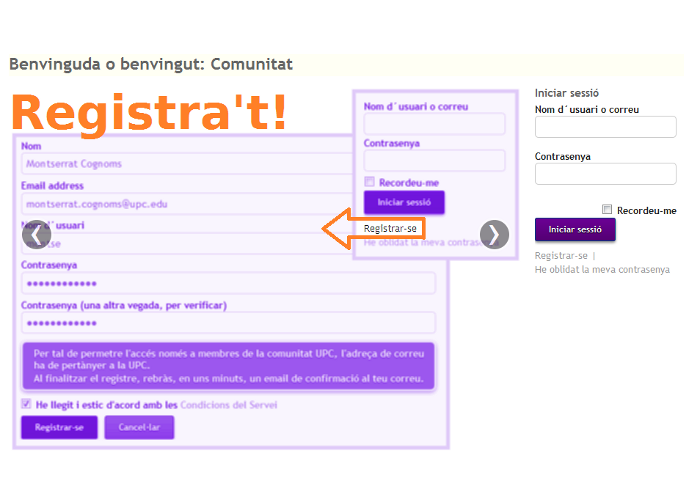 Benvinguda o benvingut: Comunitat
Registra't!
Nom
Montserrat Cognoms
Email address
montserrat.cognoms@upc.edu
Nom d´usuari
Contrasenya
••••••••••••
Contrasenya (una altra vegada, per verificar)
••••••••••••
Per tal de permetre l'accés només a membres de la comunitat UPC, l'adreça de correu
ha de pertànyer a la UPC.
Al finalitzar el registre, rebràs, en uns minuts, un email de confirmació al teu correu.
He llegit i estic d'acord amb les Condicions del Servei
Registrar-se
Cancel·lar
Nom d´usuari o correu
Contrasenya
Recordeu-me
Iniciar sessió
Registrar-se
He oblidat la meva contrasenya
Iniciar sessió
Nom d´usuari o correu
Contrasenya
Recordeu-me
Iniciar sessió
Registrar-se |
He oblidat la meva contrasenya